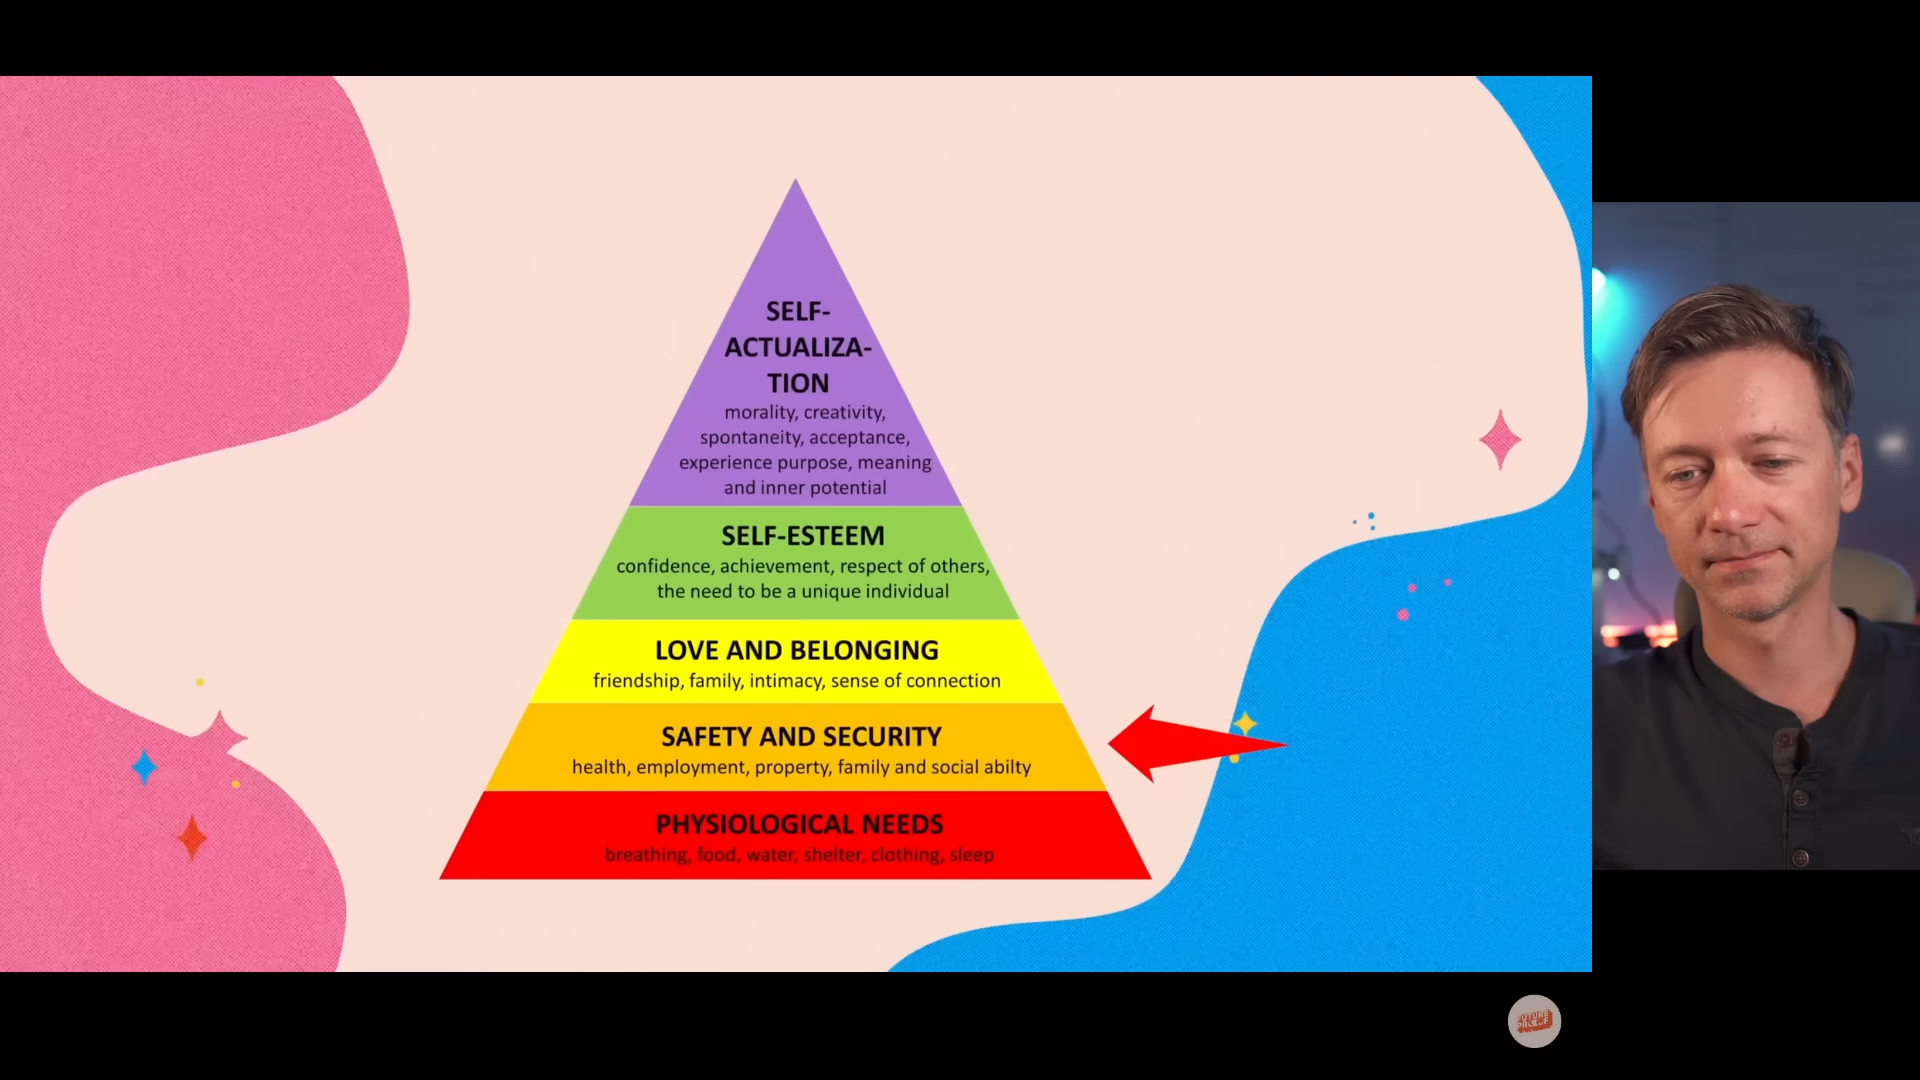 SELF-
ACTUALIZA-
TION
morality, creativity,
spontaneity, acceptance,
experience purpose, meaning
and inner potential
SELF-ESTEEM
confidence, achievement, respect of others,
the need to be a unique individual
LOVE AND BELONGING
friendship, family, intimacy, sense of connection
SAFETY AND SECURITY
health, employment, property, family and social abilty
PHYSIOLOGICAL NEEDS
breathing, food, water, shelter, clothing, sleep
FUTURE
PROOF